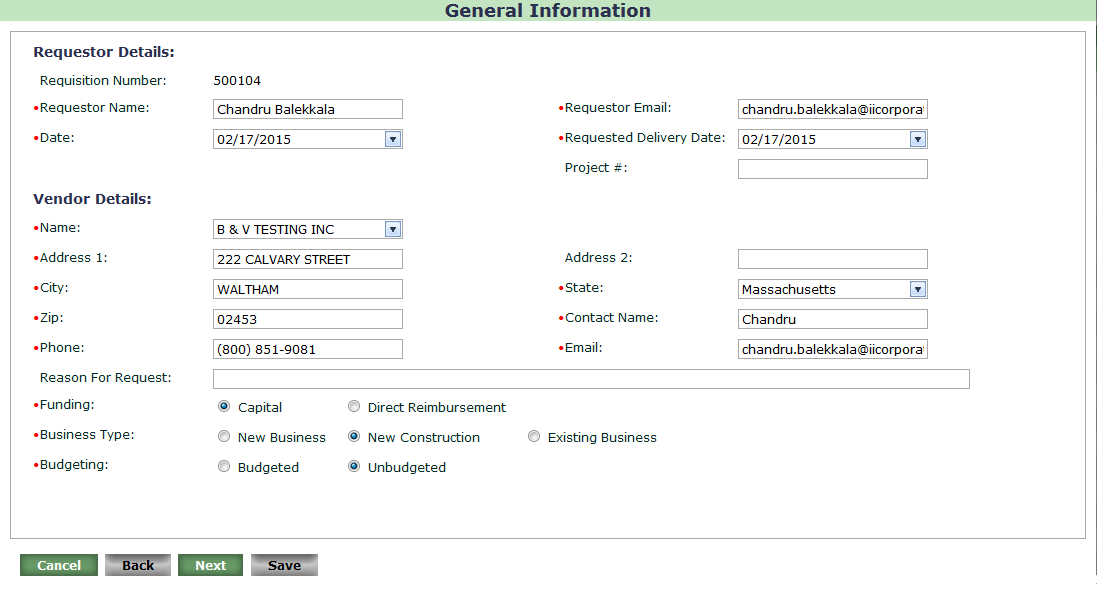 General Information
Requestor Details:
Requisition Number: 500104
•Requestor Name: Chandru Balekkala •Requestor Email: chandru.balekkala@iicorpora
•Date: 02/17/2015 •Requested Delivery Date: 02/17/2015
Project #:
Vendor Details:
•Name: B & V TESTING INC
•Address 1: 222 CALVARY STREET Address 2:
•City: WALTHAM •State: Massachusetts
•Zip: 02453 •Contact Name: Chandru
•Phone: (800) 851-9081 •Email: chandru.balekkala@iicorpora
Reason For Request:
•Funding: Capital Direct Reimbursement
•Business Type: New Business New Construction Existing Business
•Budgeting: Budgeted Unbudgeted
Cancel Back Next Save